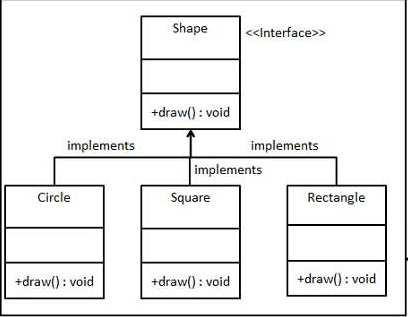 Shape
<<Interface>>
+draw() : void
implements
implements
implements
Circle
Square
Rectangle
+draw() : void
+draw() : void
+draw() : void